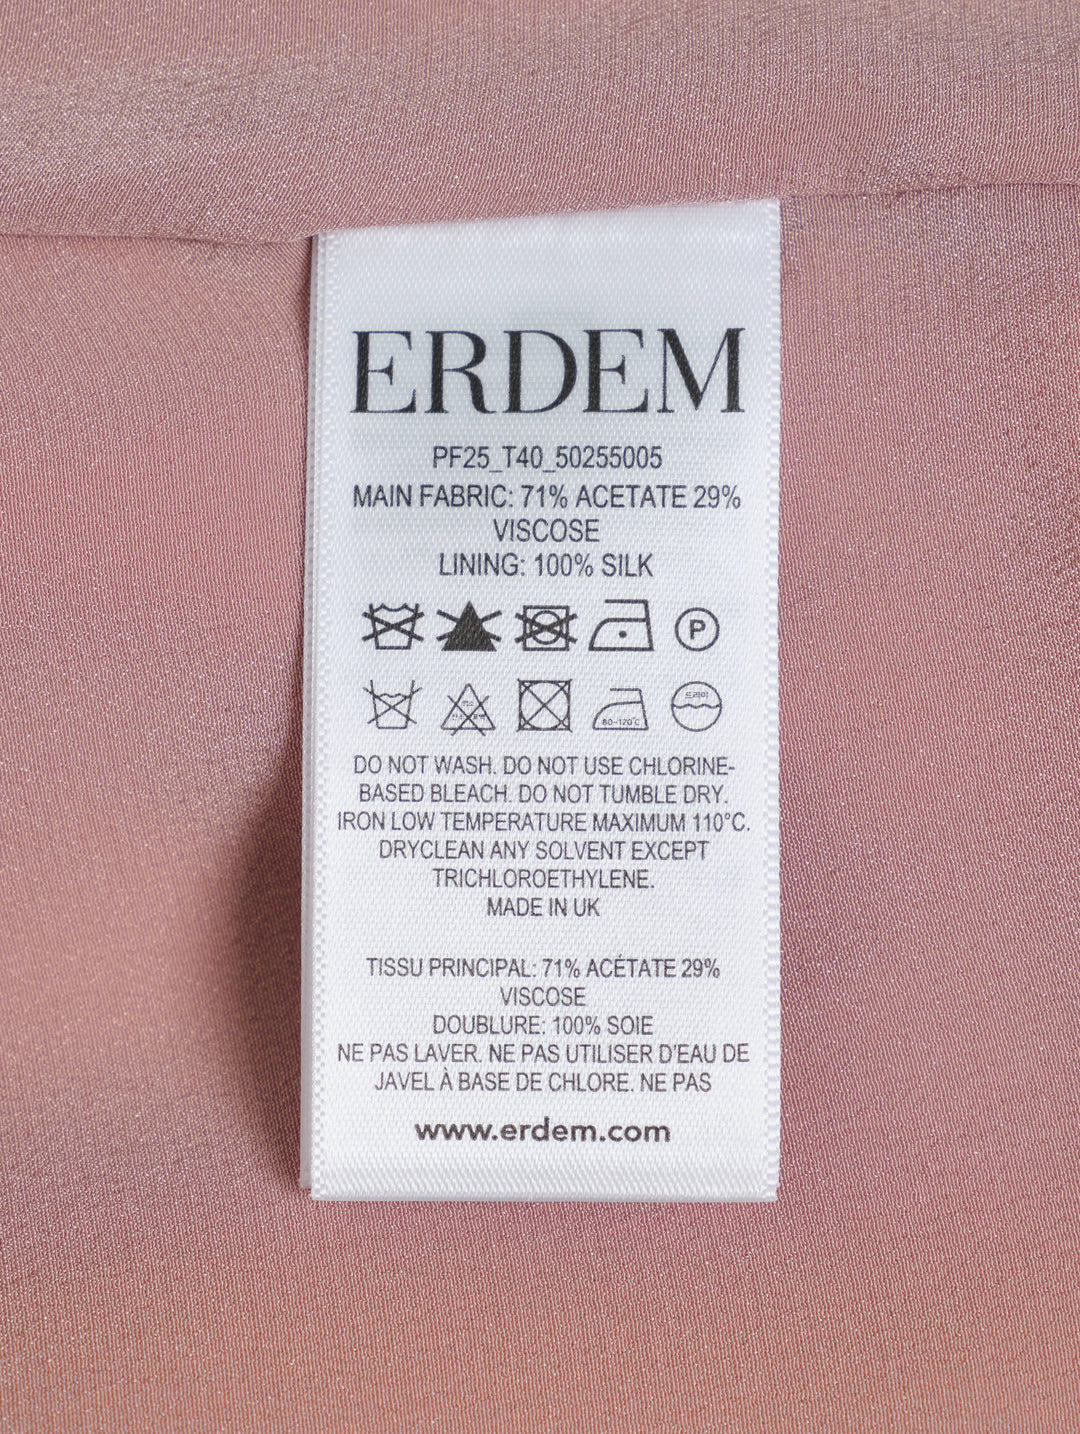 ERDEM
PF25_T40_50255005
MAIN FABRIC: 71% ACETATE 29%
VISCOSE
LINING: 100% SILK
P
80~120°C
드라이
DO NOT WASH. DO NOT USE CHLORINE-
BASED BLEACH. DO NOT TUMBLE DRY.
IRON LOW TEMPERATURE MAXIMUM 110°C.
DRYCLEAN ANY SOLVENT EXCEPT
TRICHLOROETHYLENE.
MADE IN UK
TISSU PRINCIPAL: 71% ACÉTATE 29%
VISCOSE
DOUBLURE: 100% SOIE
NE PAS LAVER. NE PAS UTILISER D'EAU DE
JAVEL À BASE DE CHLORE. NE PAS
www.erdem.com